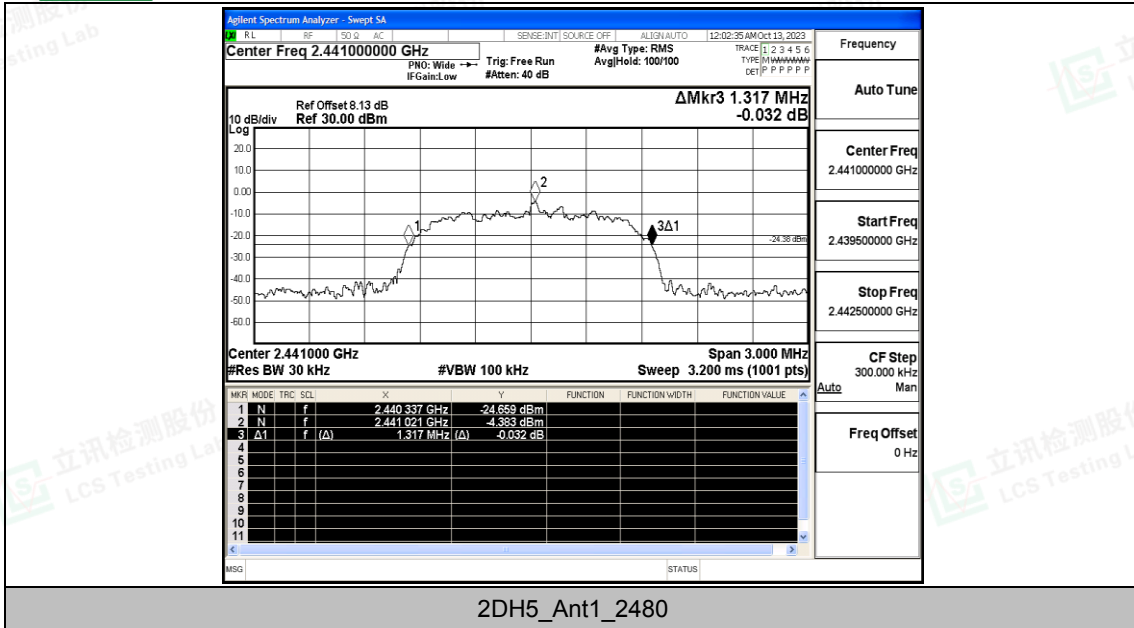 Agilent Spectrum Analyzer - Swept SA
LXI RL RF 50 Ω AC SENSE:INT SOURCE OFF ALIGN AUTO 12:02:35 AM Oct 13, 2023
Center Freq 2.441000000 GHz
PNO: Wide
IFGain:Low
Trig: Free Run
#Atten: 40 dB
#Avg Type: RMS
Avg|Hold: 100/100
TRACE 1 2 3 4 5 6
TYPE M WWWWW
DET P P P P P P
Ref Offset 8.13 dB
Ref 30.00 dBm
10 dB/div
Log
ΔMkr3 1.317 MHz
-0.032 dB
20.0
10.0
0.00
-10.0
-20.0
-30.0
-40.0
-50.0
-60.0
1
2
3Δ1
-24.38 dBm
Center 2.441000 GHz
Span 3.000 MHz
#Res BW 30 kHz
#VBW 100 kHz
Sweep 3.200 ms (1001 pts)
MKR MODE TRC SCL X Y FUNCTION FUNCTION WIDTH FUNCTION VALUE
1 N f 2.440 337 GHz -24.659 dBm
2 N f 2.441 021 GHz -4.383 dBm
3 Δ1 f (Δ) 1.317 MHz (Δ) -0.032 dB
4
5
6
7
8
9
10
11
MSG
STATUS
Frequency
Auto Tune
Center Freq
2.441000000 GHz
Start Freq
2.439500000 GHz
Stop Freq
2.442500000 GHz
CF Step
300.000 kHz
Auto Man
Freq Offset
0 Hz
2DH5_Ant1_2480
立讯检测股份
LCS Testing Lab